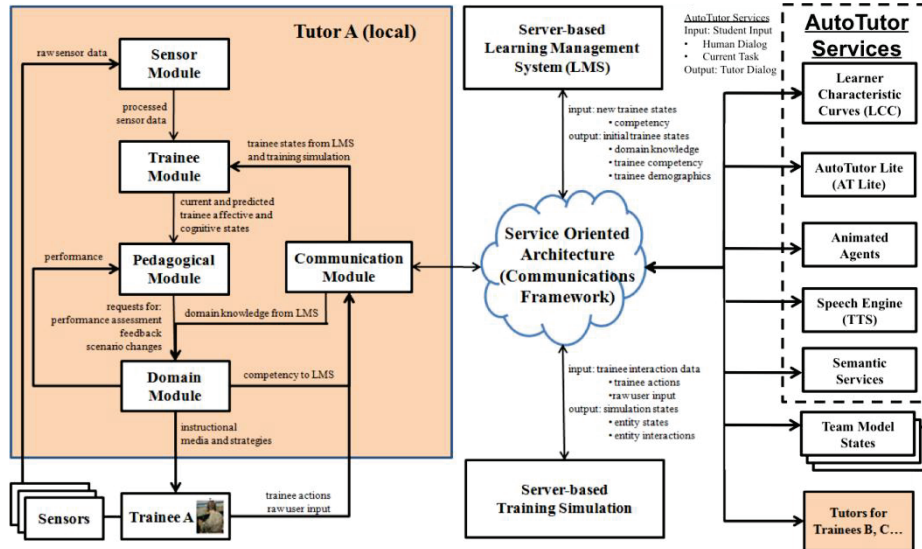 Tutor A (local)
raw sensor data
Sensor
Module
processed
sensor data
Trainee
Module
trainee states from LMS
and training simulation
current and predicted
trainee affective and
cognitive states
performance
Pedagogical
Module
Communication
Module
requests for:
performance assessment
feedback
scenario changes
domain knowledge from LMS
Domain
Module
competency to LMS
instructional
media and strategies
Sensors
Trainee A
trainee actions
raw user input
Server-based
Learning Management
System (LMS)
input: new trainee states
• competency
output: initial trainee states
• domain knowledge
• trainee competency
• trainee demographics
Service Oriented
Architecture
(Communications
Framework)
input: trainee interaction data
• trainee actions
•raw user input
output: simulation states
• entity states
• entity interactions
Server-based
Training Simulation
AutoTutor Services
Input: Student Input
• Human Dialog
• Current Task
Output: Tutor Dialog
AutoTutor
Services
Learner
Characteristic
Curves (LCC)
AutoTutor Lite
(AT Lite)
Animated
Agents
Speech Engine
(TTS)
Semantic
Services
Team Model
States
Tutors for
Trainees B, C…